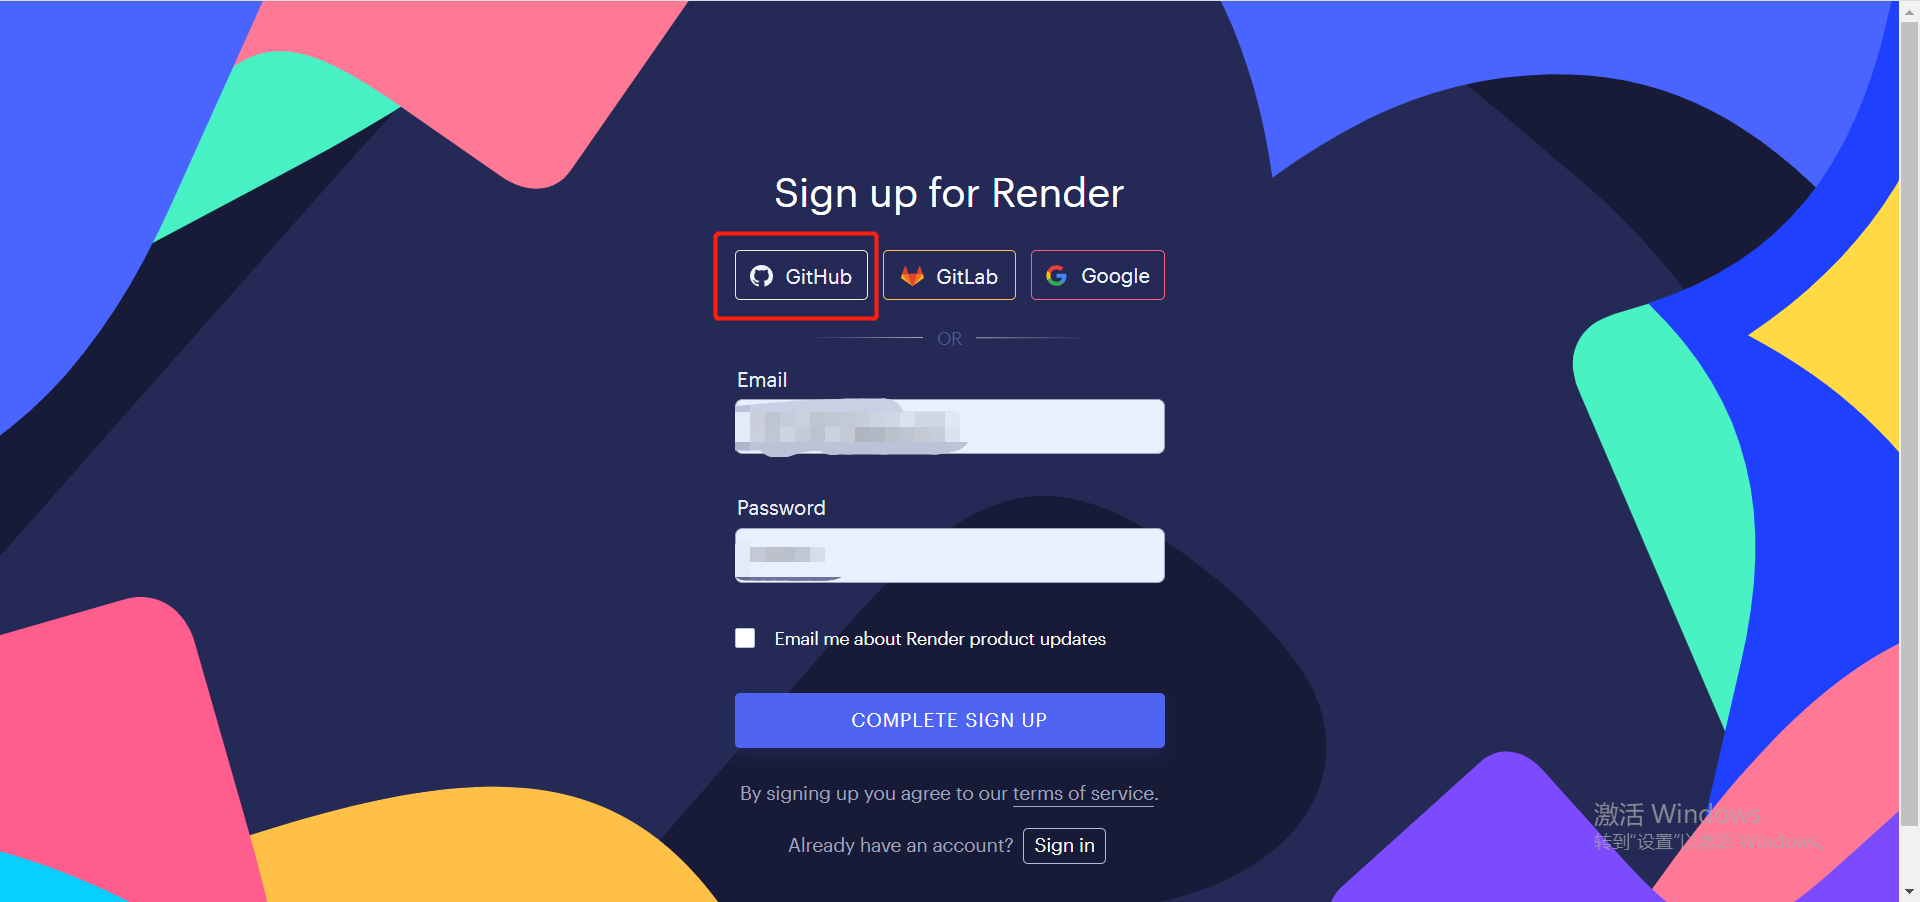 Sign up for Render
GitHub
GitLab
Google
OR
Email
Password
Email me about Render product updates
COMPLETE SIGN UP
By signing up you agree to our terms of service.
Already have an account? Sign in
激活 Windows
转到“设置”以激活 Windows。